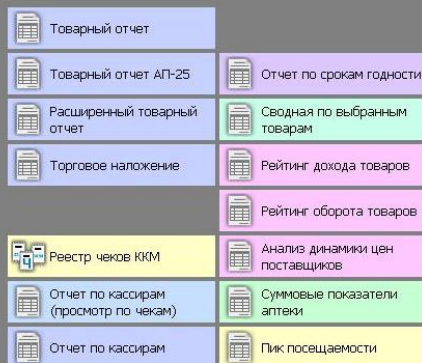 Товарный отчет
Товарный отчет АП-25
Расширенный товарный
отчет
Торговое наложение
Реестр чеков ККМ
Отчет по кассирам
(просмотр по чекам)
Отчет по кассирам
Отчет по срокам годности
Сводная по выбранным
товарам
Рейтинг дохода товаров
Рейтинг оборота товаров
Анализ динамики цен
поставщиков
Суммовые показатели
аптеки
Пик посещаемости